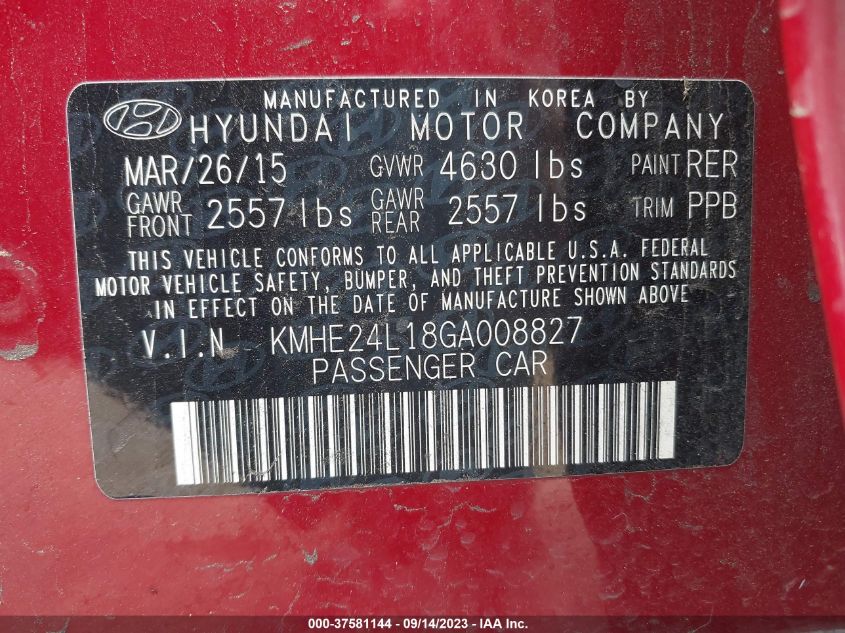 MANUFACTURED IN KOREA BY
HYUNDAI MOTOR COMPANY
MAR/26/15 GVWR 4630 lbs PAINT RER
GAWR FRONT 2557 lbs GAWR REAR 2557 lbs TRIM PPB
THIS VEHICLE CONFORMS TO ALL APPLICABLE U.S.A. FEDERAL
MOTOR VEHICLE SAFETY, BUMPER, AND THEFT PREVENTION STANDARDS
IN EFFECT ON THE DATE OF MANUFACTURE SHOWN ABOVE
V.I.N KMHE24L18GA008827
PASSENGER CAR
000-37581144 - 09/14/2023 - IAA Inc.